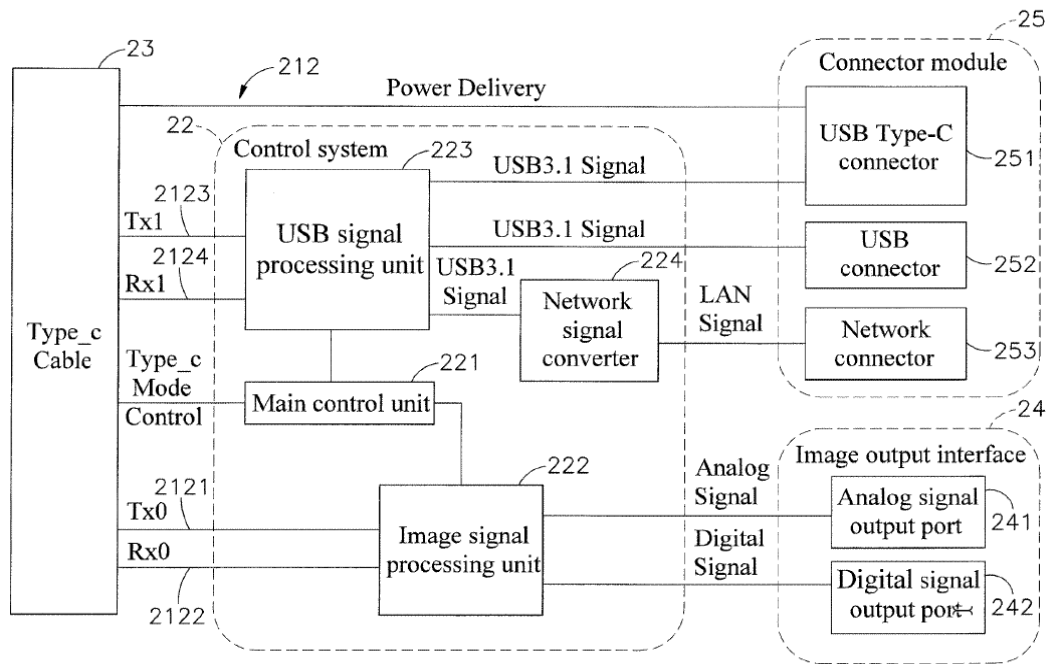 23
212
Power Delivery
25
Connector module
USB Type-C
connector
251
22
Control system
223
USB3.1 Signal
2123
Tx1
2124
Rx1
USB signal
processing unit
USB3.1 Signal
USB
connector
252
USB3.1
Signal
224
Network
signal
converter
LAN
Signal
Network
connector
253
Type_c
Cable
Type_c
Mode
Control
221
Main control unit
24
Image output interface
222
Analog
Signal
Analog signal
output port
241
2121
Tx0
Rx0
2122
Image signal
processing unit
Digital
Signal
Digital signal
output port
242